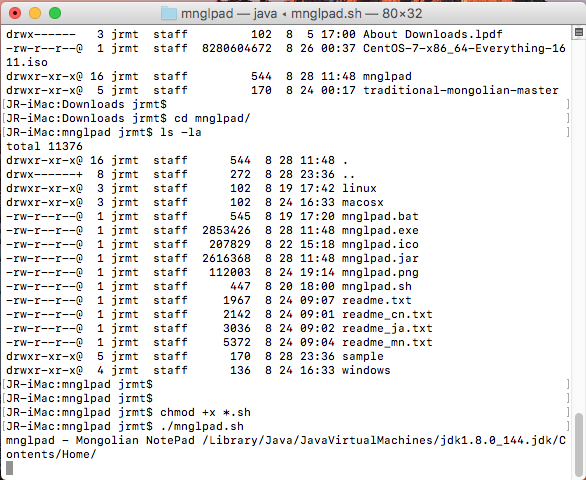 mnglpad — java ◂ mnglpad.sh — 80×32
drwx------   3 jrmt  staff         102  8  5 17:00 About Downloads.lpdf
-rw-r--r--@  1 jrmt  staff  8280604672  8 26 00:37 CentOS-7-x86_64-Everything-16
11.iso
drwxr-xr-x@ 16 jrmt  staff         544  8 28 11:48 mnglpad
drwxr-xr-x@  5 jrmt  staff         170  8 24 00:17 traditional-mongolian-master
[JR-iMac:Downloads jrmt$ ]
[JR-iMac:Downloads jrmt$ cd mnglpad/ ]
[JR-iMac:mnglpad jrmt$ ls -la ]
total 11376
drwxr-xr-x@ 16 jrmt  staff      544  8 28 11:48 .
drwx------+  8 jrmt  staff      272  8 28 23:36 ..
drwxr-xr-x@  3 jrmt  staff      102  8 19 17:42 linux
drwxr-xr-x@  3 jrmt  staff      102  8 24 16:33 macosx
-rw-r--r--@  1 jrmt  staff      545  8 19 17:20 mnglpad.bat
-rw-r--r--@  1 jrmt  staff  2853426  8 28 11:48 mnglpad.exe
-rw-r--r--@  1 jrmt  staff   207829  8 22 15:18 mnglpad.ico
-rw-r--r--@  1 jrmt  staff  2616368  8 28 11:48 mnglpad.jar
-rw-r--r--@  1 jrmt  staff   112003  8 24 19:14 mnglpad.png
-rw-r--r--@  1 jrmt  staff      447  8 20 18:00 mnglpad.sh
-rw-r--r--@  1 jrmt  staff     1967  8 24 09:07 readme.txt
-rw-r--r--@  1 jrmt  staff     2142  8 24 09:01 readme_cn.txt
-rw-r--r--@  1 jrmt  staff     3036  8 24 09:02 readme_ja.txt
-rw-r--r--@  1 jrmt  staff     5372  8 24 09:04 readme_mn.txt
drwxr-xr-x@  5 jrmt  staff      170  8 28 23:36 sample
drwxr-xr-x@  4 jrmt  staff      136  8 24 16:33 windows
[JR-iMac:mnglpad jrmt$ ]
[JR-iMac:mnglpad jrmt$ ]
[JR-iMac:mnglpad jrmt$ chmod +x *.sh ]
[JR-iMac:mnglpad jrmt$ ./mnglpad.sh ]
mnglpad - Mongolian NotePad /Library/Java/JavaVirtualMachines/jdk1.8.0_144.jdk/C
ontents/Home/